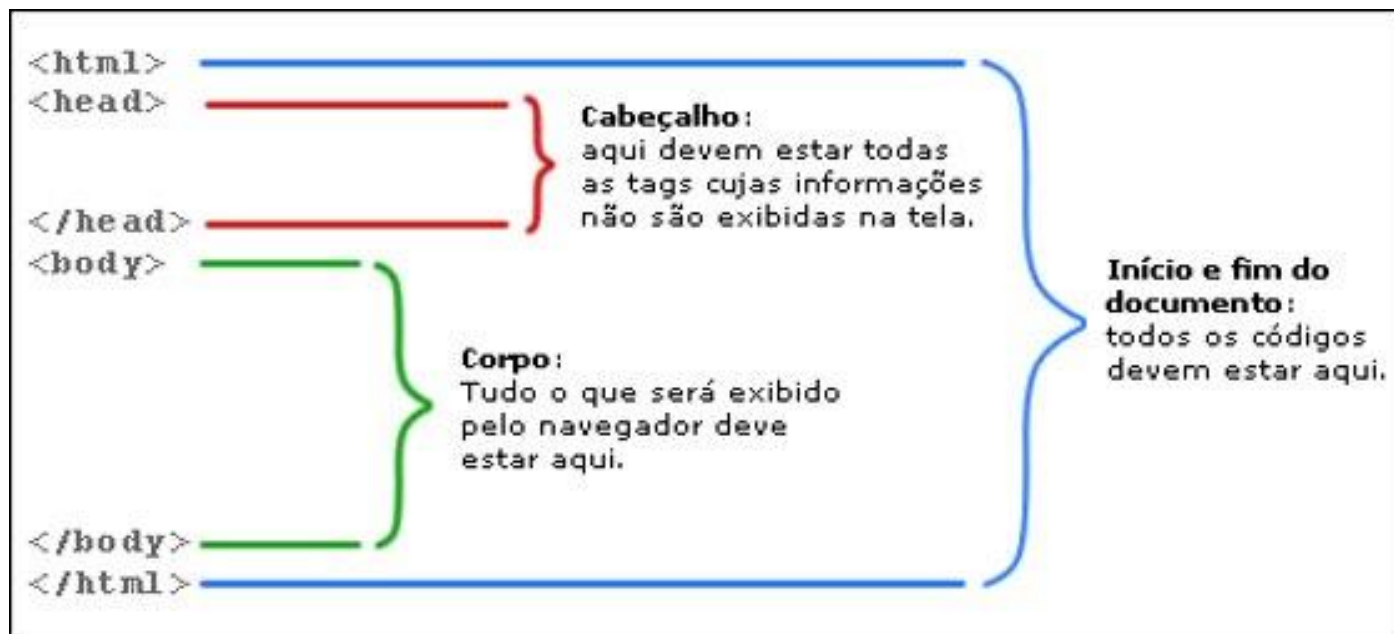 <html>
<head>
Cabeçalho:
aqui devem estar todas
as tags cujas informações
não são exibidas na tela.
</head>
<body>
Corpo:
Tudo o que será exibido
pelo navegador deve
estar aqui.
</body>
</html>
Início e fim do
documento:
todos os códigos
devem estar aqui.